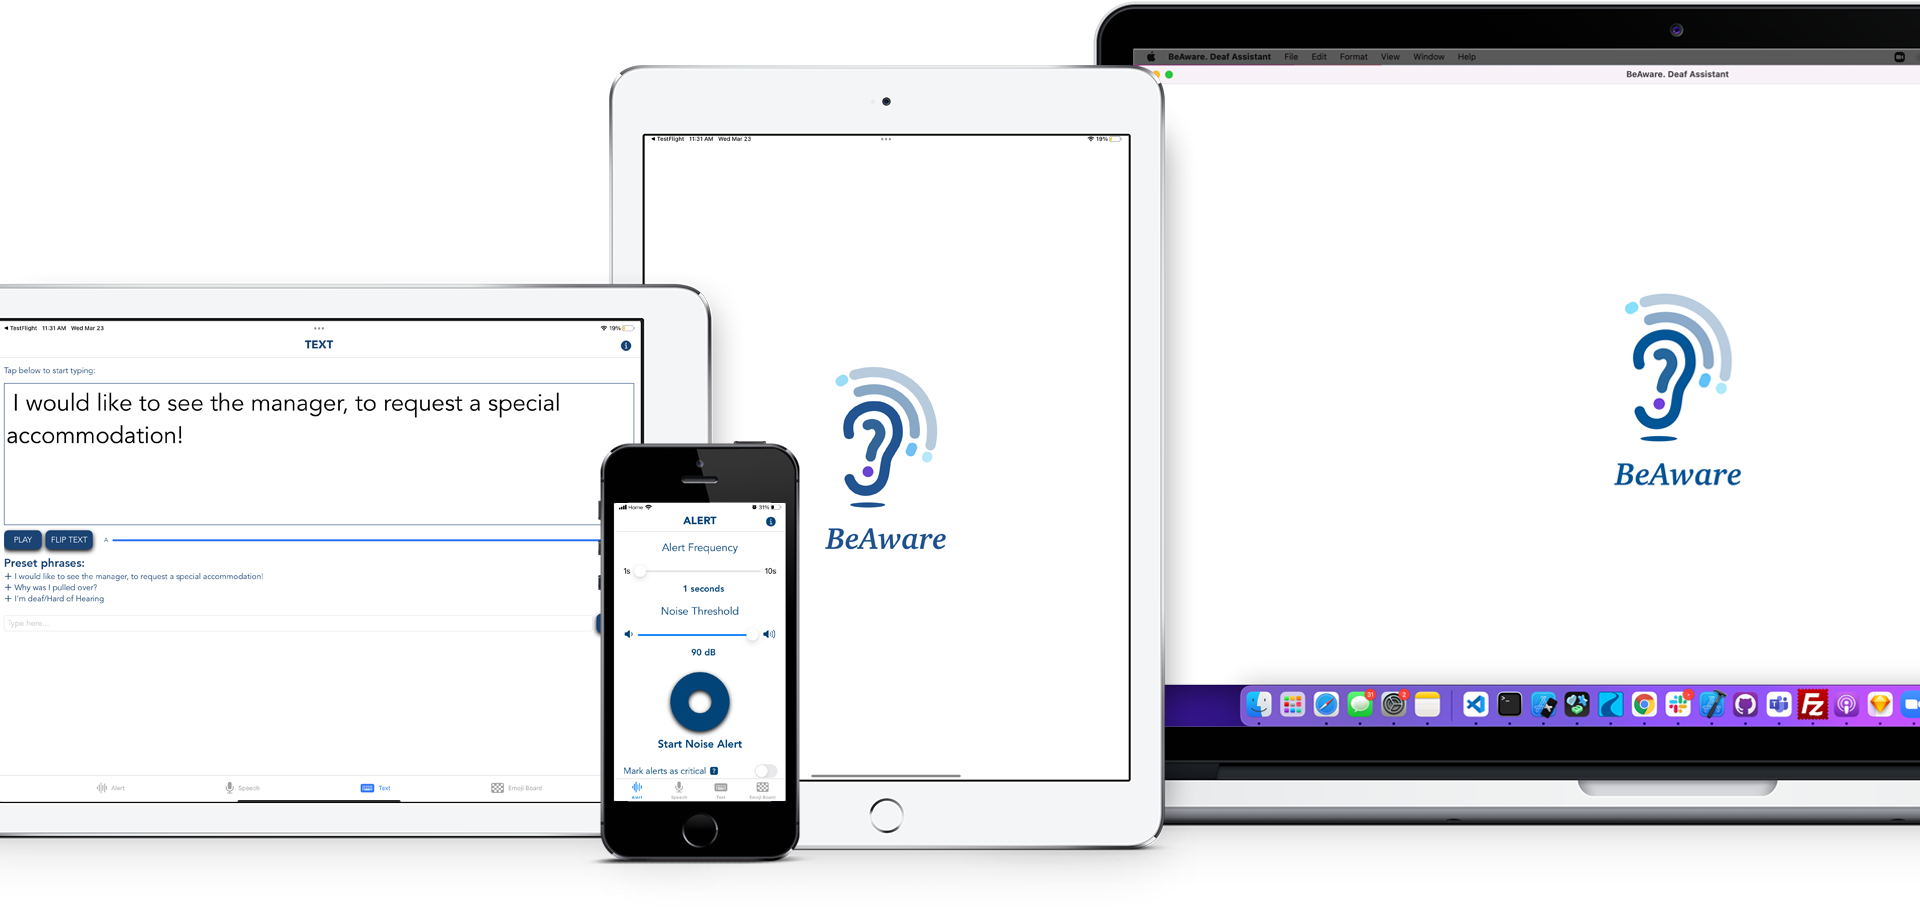 TestFlight 11:31 AM Wed Mar 23
19%
TEXT
Tap below to start typing:
I would like to see the manager, to request a special
accommodation!
PLAY
FLIP TEXT
A
Preset phrases:
+ I would like to see the manager, to request a special accommodation!
+ Why was I pulled over?
+ I'm deaf/Hard of Hearing
Type here...
Alert
Speech
Text
Emoji Board
Home
31%
ALERT
Alert Frequency
1s
10s
1 seconds
Noise Threshold
90 dB
Start Noise Alert
Mark alerts as critical ?
Alert
Speech
Text
Emoji Board
TestFlight 11:31 AM Wed Mar 23
19%
BeAware
BeAware. Deaf Assistant File Edit Format View Window Help
BeAware. Deaf Assistant
BeAware
31
2
Fz